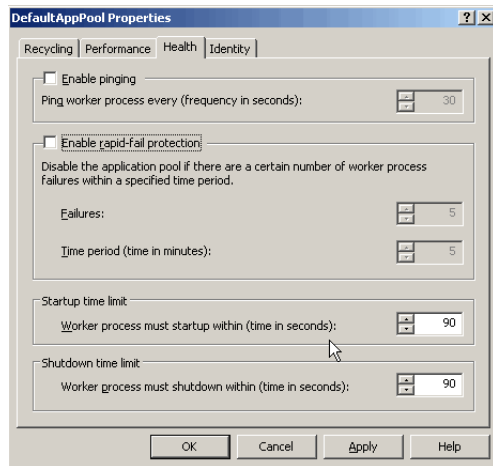 DefaultAppPool Properties
Recycling Performance Health Identity
Enable pinging
Ping worker process every (frequency in seconds): 30
Enable rapid-fail protection
Disable the application pool if there are a certain number of worker process
failures within a specified time period.
Failures: 5
Time period (time in minutes): 5
Startup time limit
Worker process must startup within (time in seconds): 90
Shutdown time limit
Worker process must shutdown within (time in seconds): 90
OK Cancel Apply Help